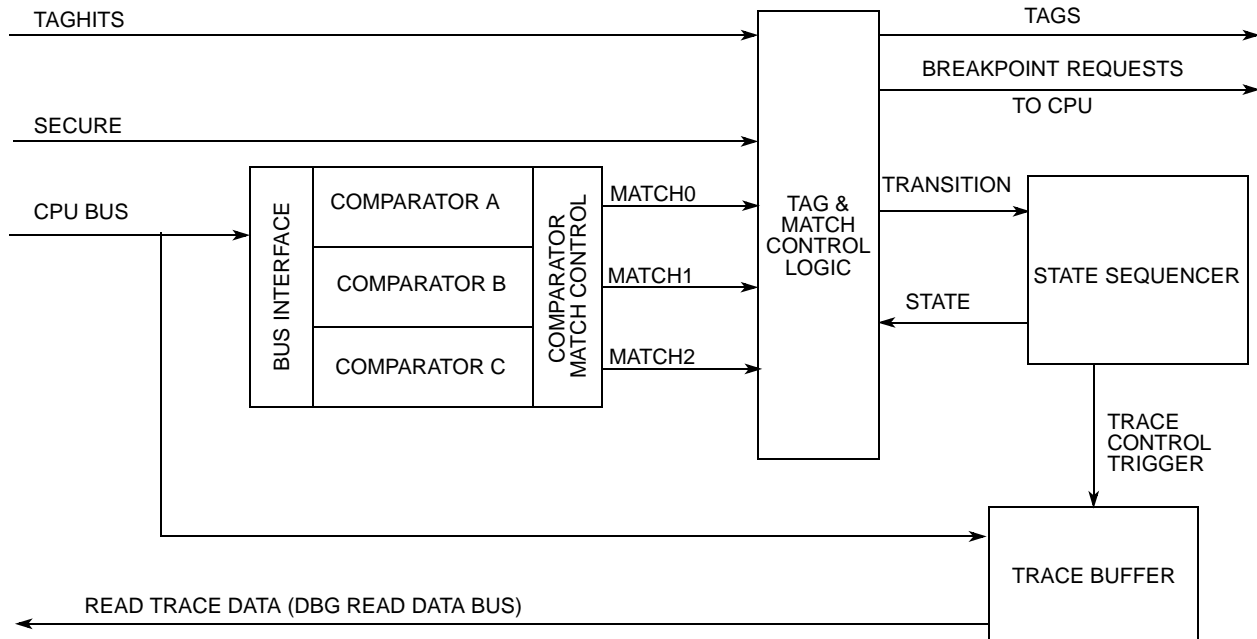 TAGHITS
TAGS
BREAKPOINT REQUESTS
TO CPU
SECURE
CPU BUS
BUS INTERFACE
COMPARATOR A
COMPARATOR B
COMPARATOR C
COMPARATOR
MATCH CONTROL
MATCH0
MATCH1
MATCH2
TAG &
MATCH
CONTROL
LOGIC
TRANSITION
STATE
STATE SEQUENCER
TRACE
CONTROL
TRIGGER
TRACE BUFFER
READ TRACE DATA (DBG READ DATA BUS)